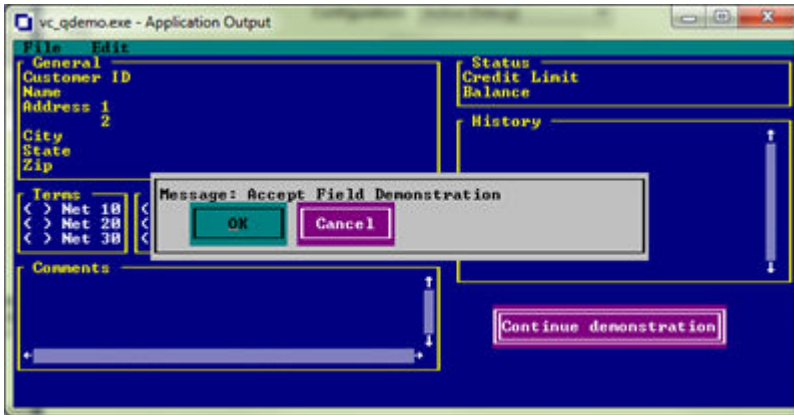 vc_qdemo.exe - Application Output
File Edit
General
Customer ID
Name
Address 1
2
City
State
Zip
Status
Credit Limit
Balance
History
Terms
( ) Net 10
( ) Net 20
( ) Net 30
Message: Accept Field Demonstration
OK Cancel
Comments
Continue demonstration